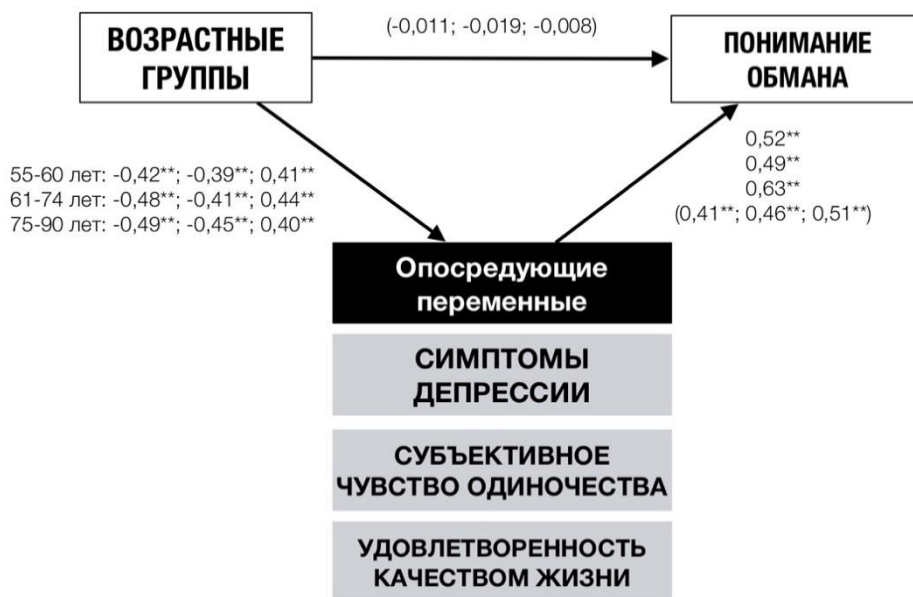 ВОЗРАСТНЫЕ
ГРУППЫ
(-0,011; -0,019; -0,008)
ПОНИМАНИЕ
ОБМАНА
55-60 лет: -0,42**; -0,39**; 0,41**
61-74 лет: -0,48**; -0,41**; 0,44**
75-90 лет: -0,49**; -0,45**; 0,40**
0,52**
0,49**
0,63**
(0,41**; 0,46**; 0,51**)
Опосредующие
переменные
СИМПТОМЫ
ДЕПРЕССИИ
СУБЪЕКТИВНОЕ
ЧУВСТВО ОДИНОЧЕСТВА
УДОВЛЕТВОРЕННОСТЬ
КАЧЕСТВОМ ЖИЗНИ